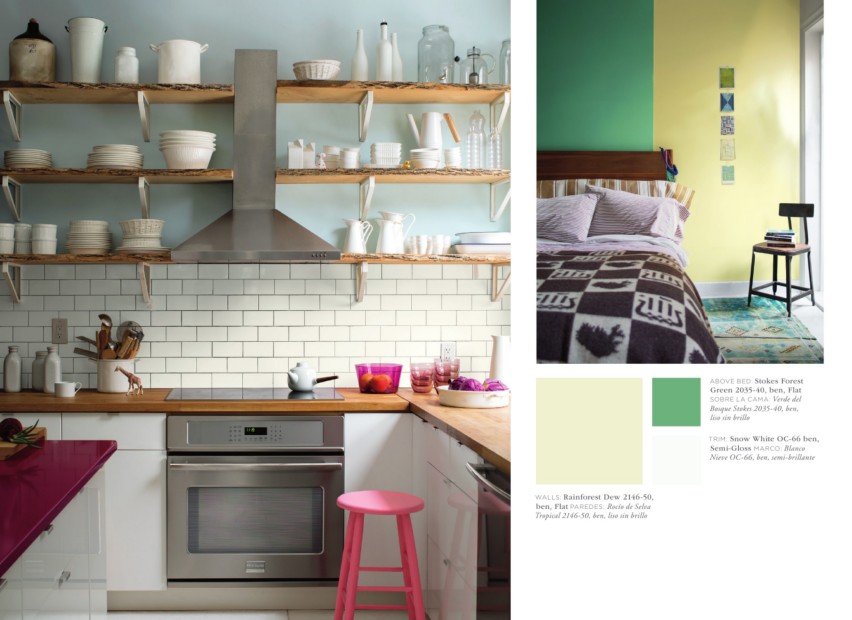 ABOVE BED: Stokes Forest
Green 2035-40, ben, Flat
SOBRE LA CAMA: Verde del
Bosque Stokes 2035-40, ben,
liso sin brillo
TRIM: Snow White OC-66 ben,
Semi-Gloss MARCO: Blanco
Nieve OC-66, ben, semi-brillante
WALLS: Rainforest Dew 2146-50,
ben, Flat PAREDES: Rocío de Selva
Tropical 2146-50, ben, liso sin brillo